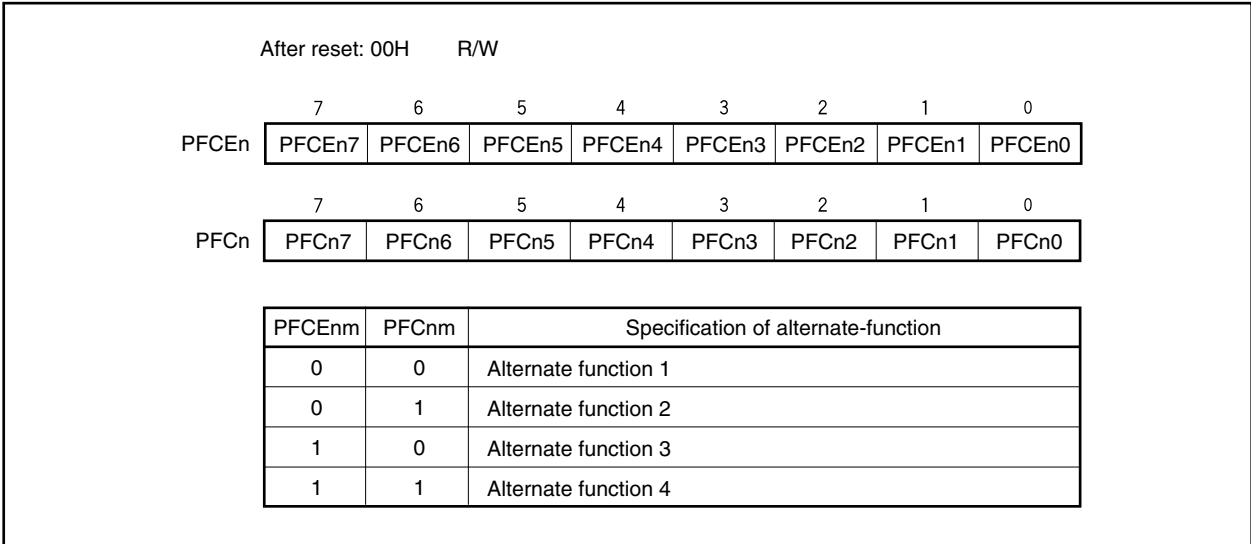 After reset: 00H R/W
7 6 5 4 3 2 1 0
PFCEn PFCEn7 PFCEn6 PFCEn5 PFCEn4 PFCEn3 PFCEn2 PFCEn1 PFCEn0
7 6 5 4 3 2 1 0
PFCn PFCn7 PFCn6 PFCn5 PFCn4 PFCn3 PFCn2 PFCn1 PFCn0
PFCEnm PFCnm Specification of alternate-function
0 0 Alternate function 1
0 1 Alternate function 2
1 0 Alternate function 3
1 1 Alternate function 4